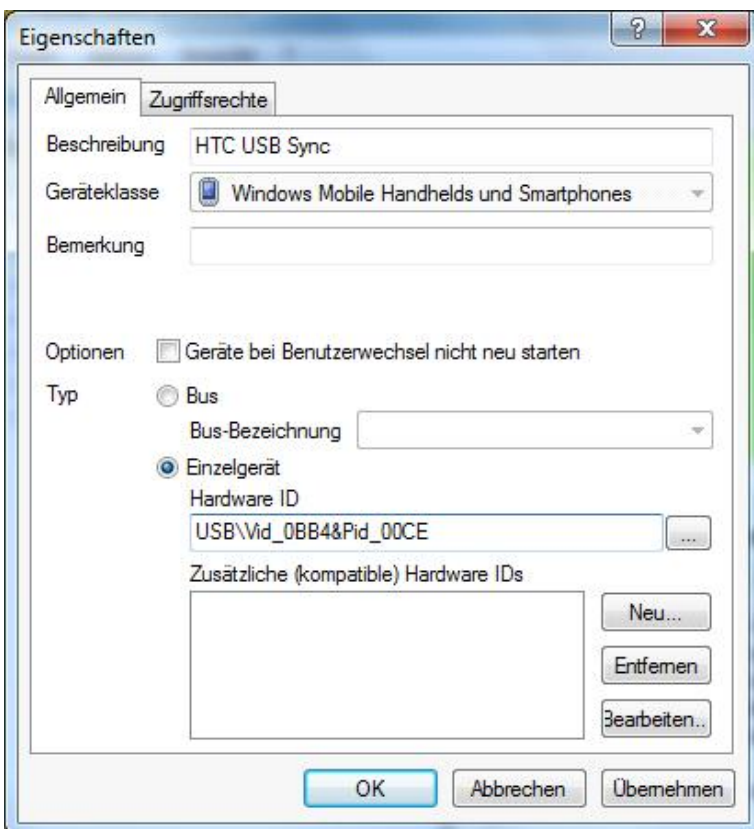 Eigenschaften
?
Allgemein Zugriffsrechte
Beschreibung HTC USB Sync
Geräteklasse Windows Mobile Handhelds und Smartphones
Bemerkung
Optionen Geräte bei Benutzerwechsel nicht neu starten
Typ Bus
Bus-Bezeichnung
Einzelgerät
Hardware ID
USB\Vid_0BB4&Pid_00CE ...
Zusätzliche (kompatible) Hardware IDs
Neu...
Entfernen
Bearbeiten..
OK Abbrechen Übernehmen